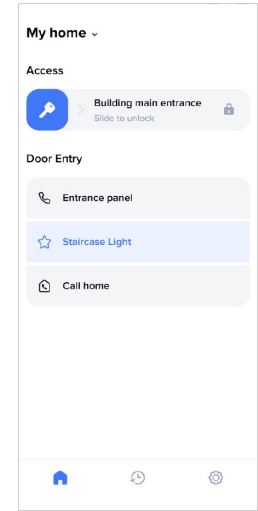 My home
Access
Building main entrance
Slide to unlock
Door Entry
Entrance panel
Staircase Light
Call home